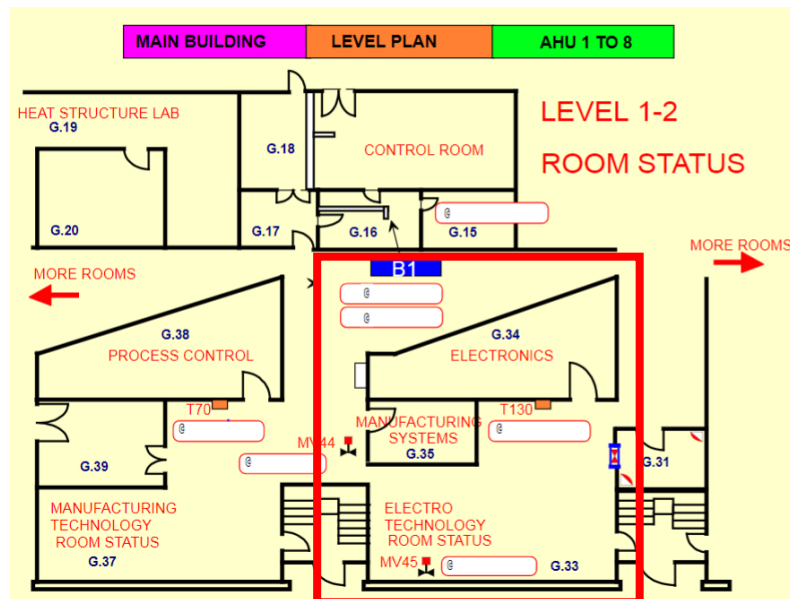 MAIN BUILDING
LEVEL PLAN
AHU 1 TO 8
HEAT STRUCTURE LAB
G.19
G.18
CONTROL ROOM
LEVEL 1-2
ROOM STATUS
G.20
G.17
G.16
@
G.15
MORE ROOMS
MORE ROOMS
B1
@
@
G.38
PROCESS CONTROL
G.34
ELECTRONICS
T70
@
T130
@
MANUFACTURING
SYSTEMS
G.35
MV44
@
G.39
G.31
MANUFACTURING
TECHNOLOGY
ROOM STATUS
G.37
ELECTRO
TECHNOLOGY
ROOM STATUS
MV45
@
G.33